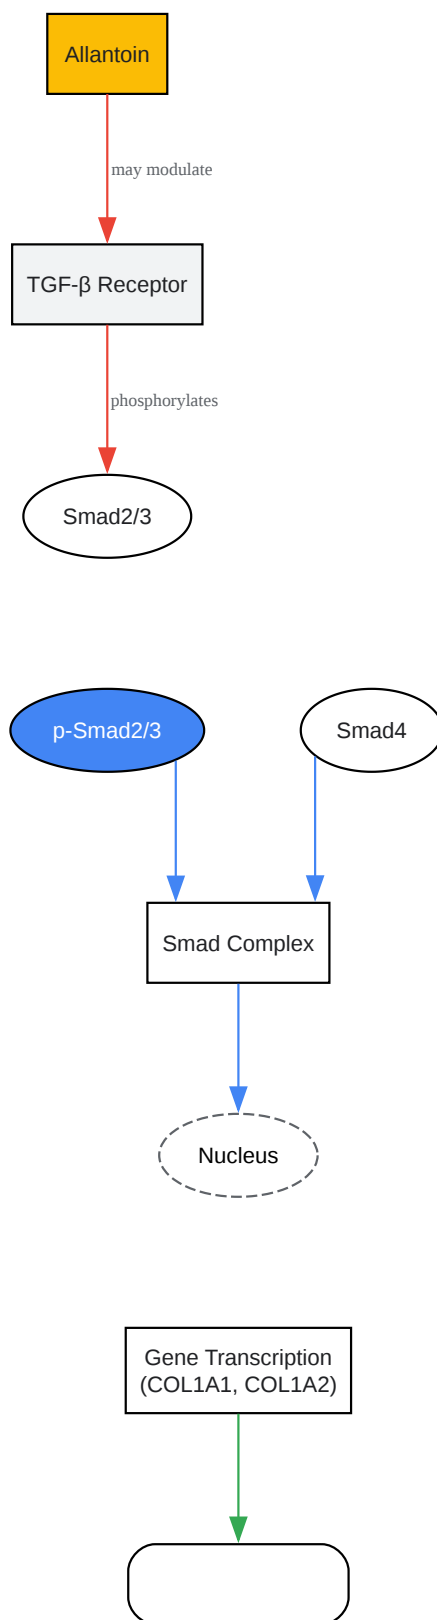 Allantoin
may modulate
TGF-β Receptor
phosphorylates
Smad2/3
p-Smad2/3
Smad4
Smad Complex
Nucleus
Gene Transcription
(COL1A1, COL1A2)